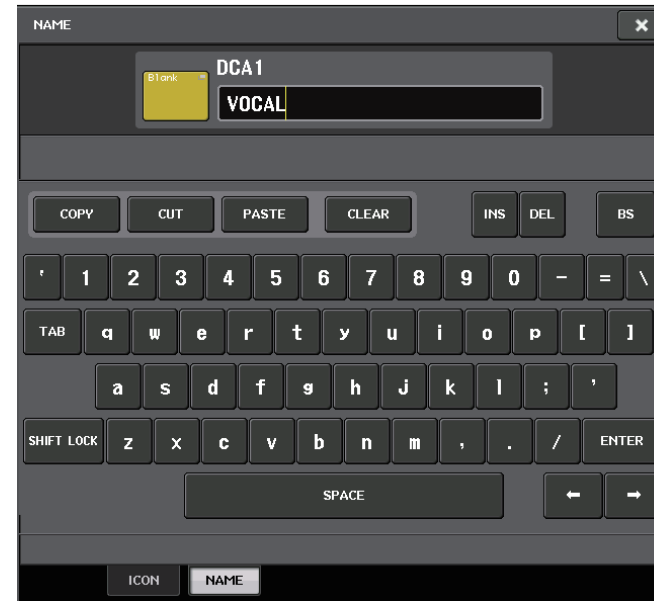 NAME ×
DCA1
Blank
VOCAL
COPY CUT PASTE CLEAR INS DEL BS
' 1 2 3 4 5 6 7 8 9 0 - = \
TAB q w e r t y u i o p [ ]
a s d f g h j k l ; '
SHIFT LOCK z x c v b n m , . / ENTER
SPACE ← →
ICON NAME